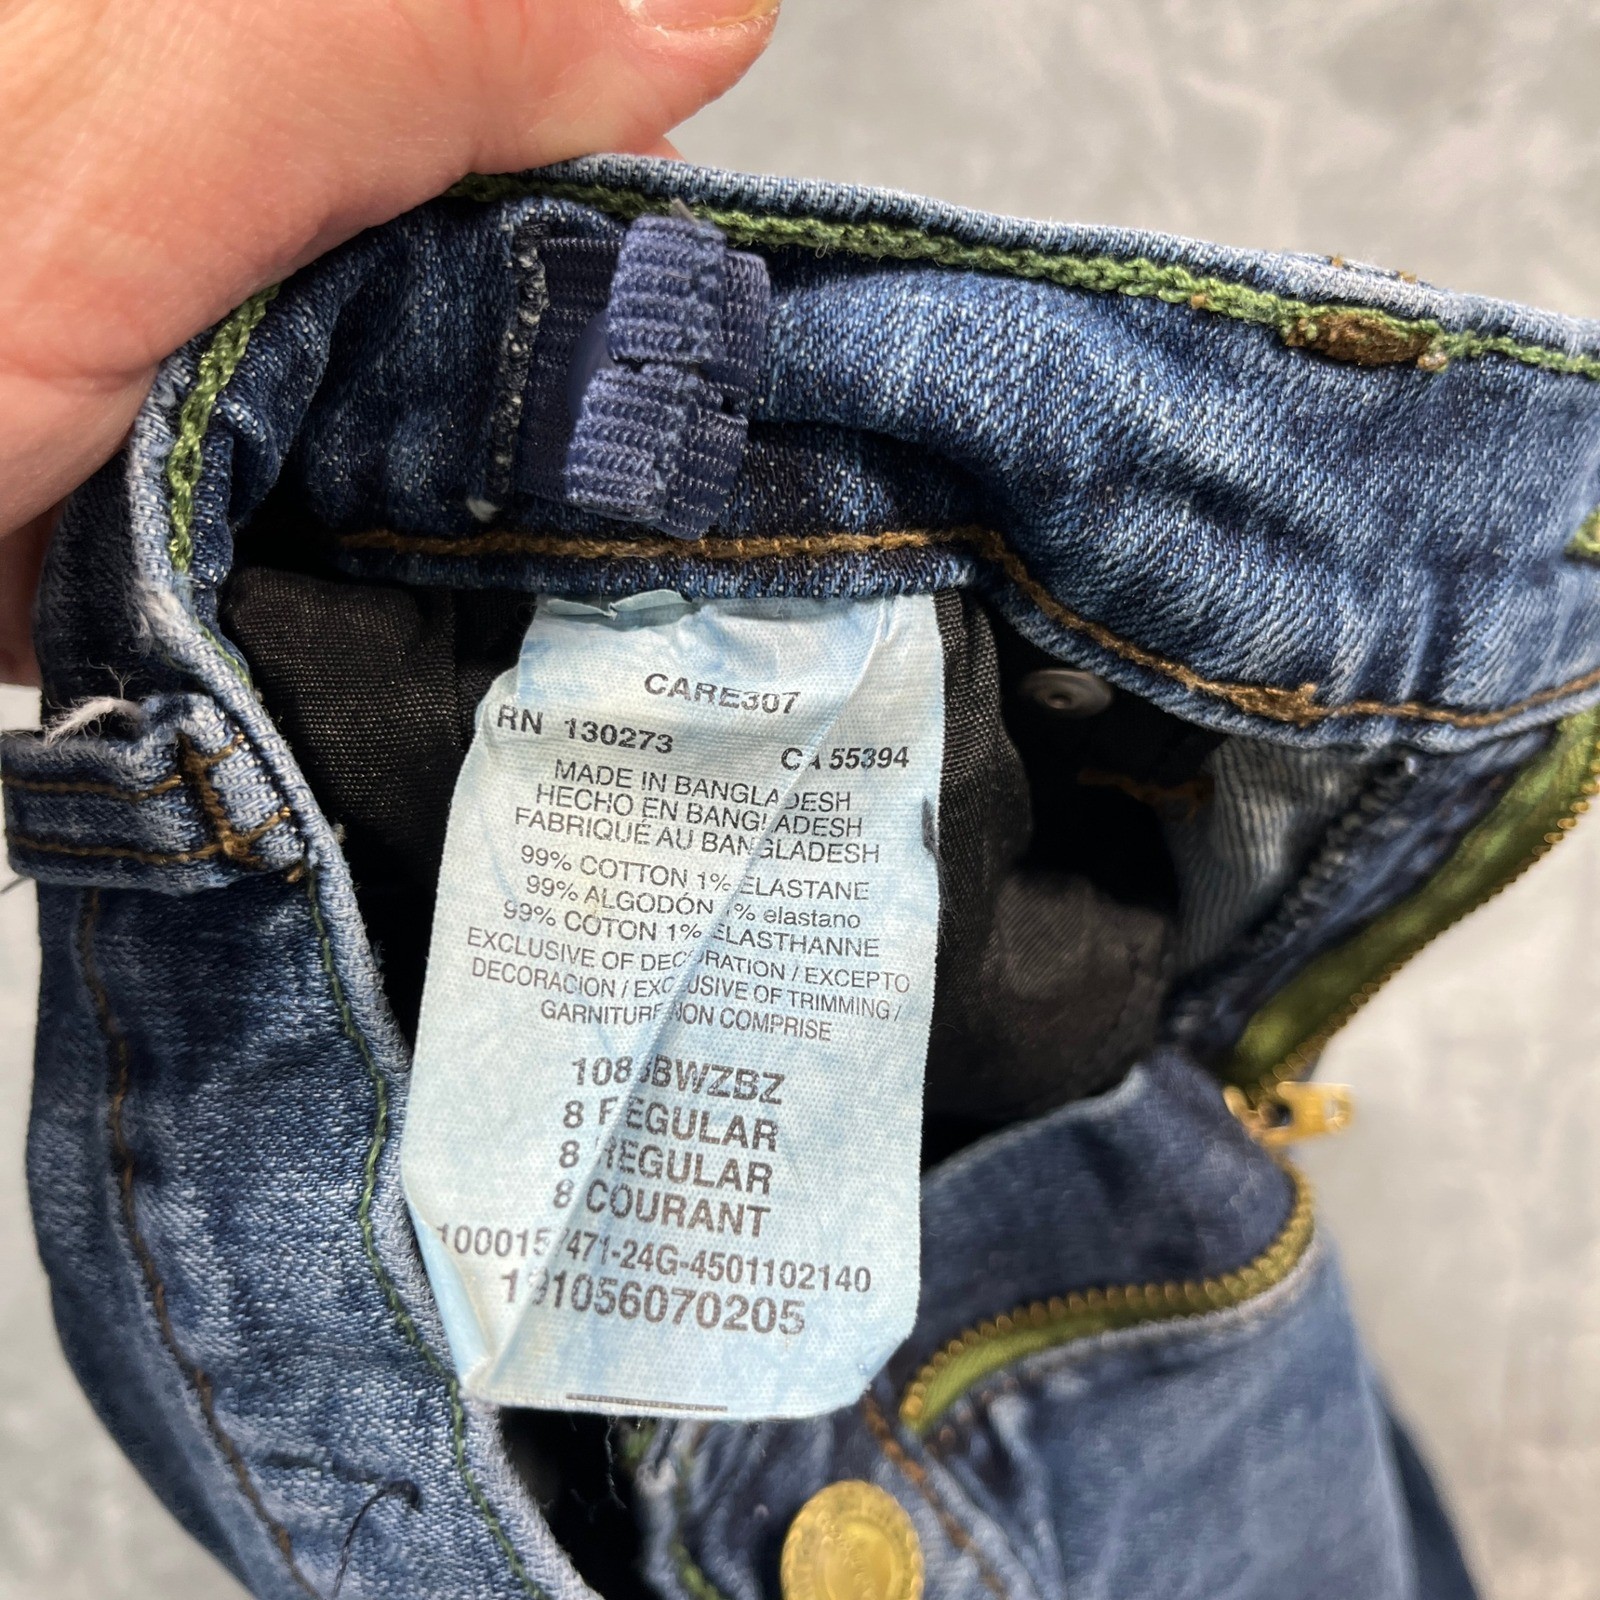 CARE307
RN 130273
CA 55394
MADE IN BANGLADESH
HECHO EN BANGLADESH
FABRIQUÉ AU BANGLADESH
99% COTTON 1% ELASTANE
99% ALGODÓN 1% elastano
99% COTON 1% ELASTHANNE
EXCLUSIVE OF DECORATION / EXCEPTO
DECORACION / EXCLUSIVE OF TRIMMING /
GARNITURE NON COMPRISE
8 REGULAR
8 REGULAR
8 COURANT